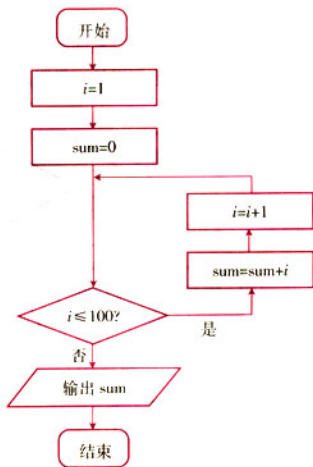 开始
i=1
sum=0
i=i+1
sum=sum+i
i≤100?
是
否
输出 sum
结束